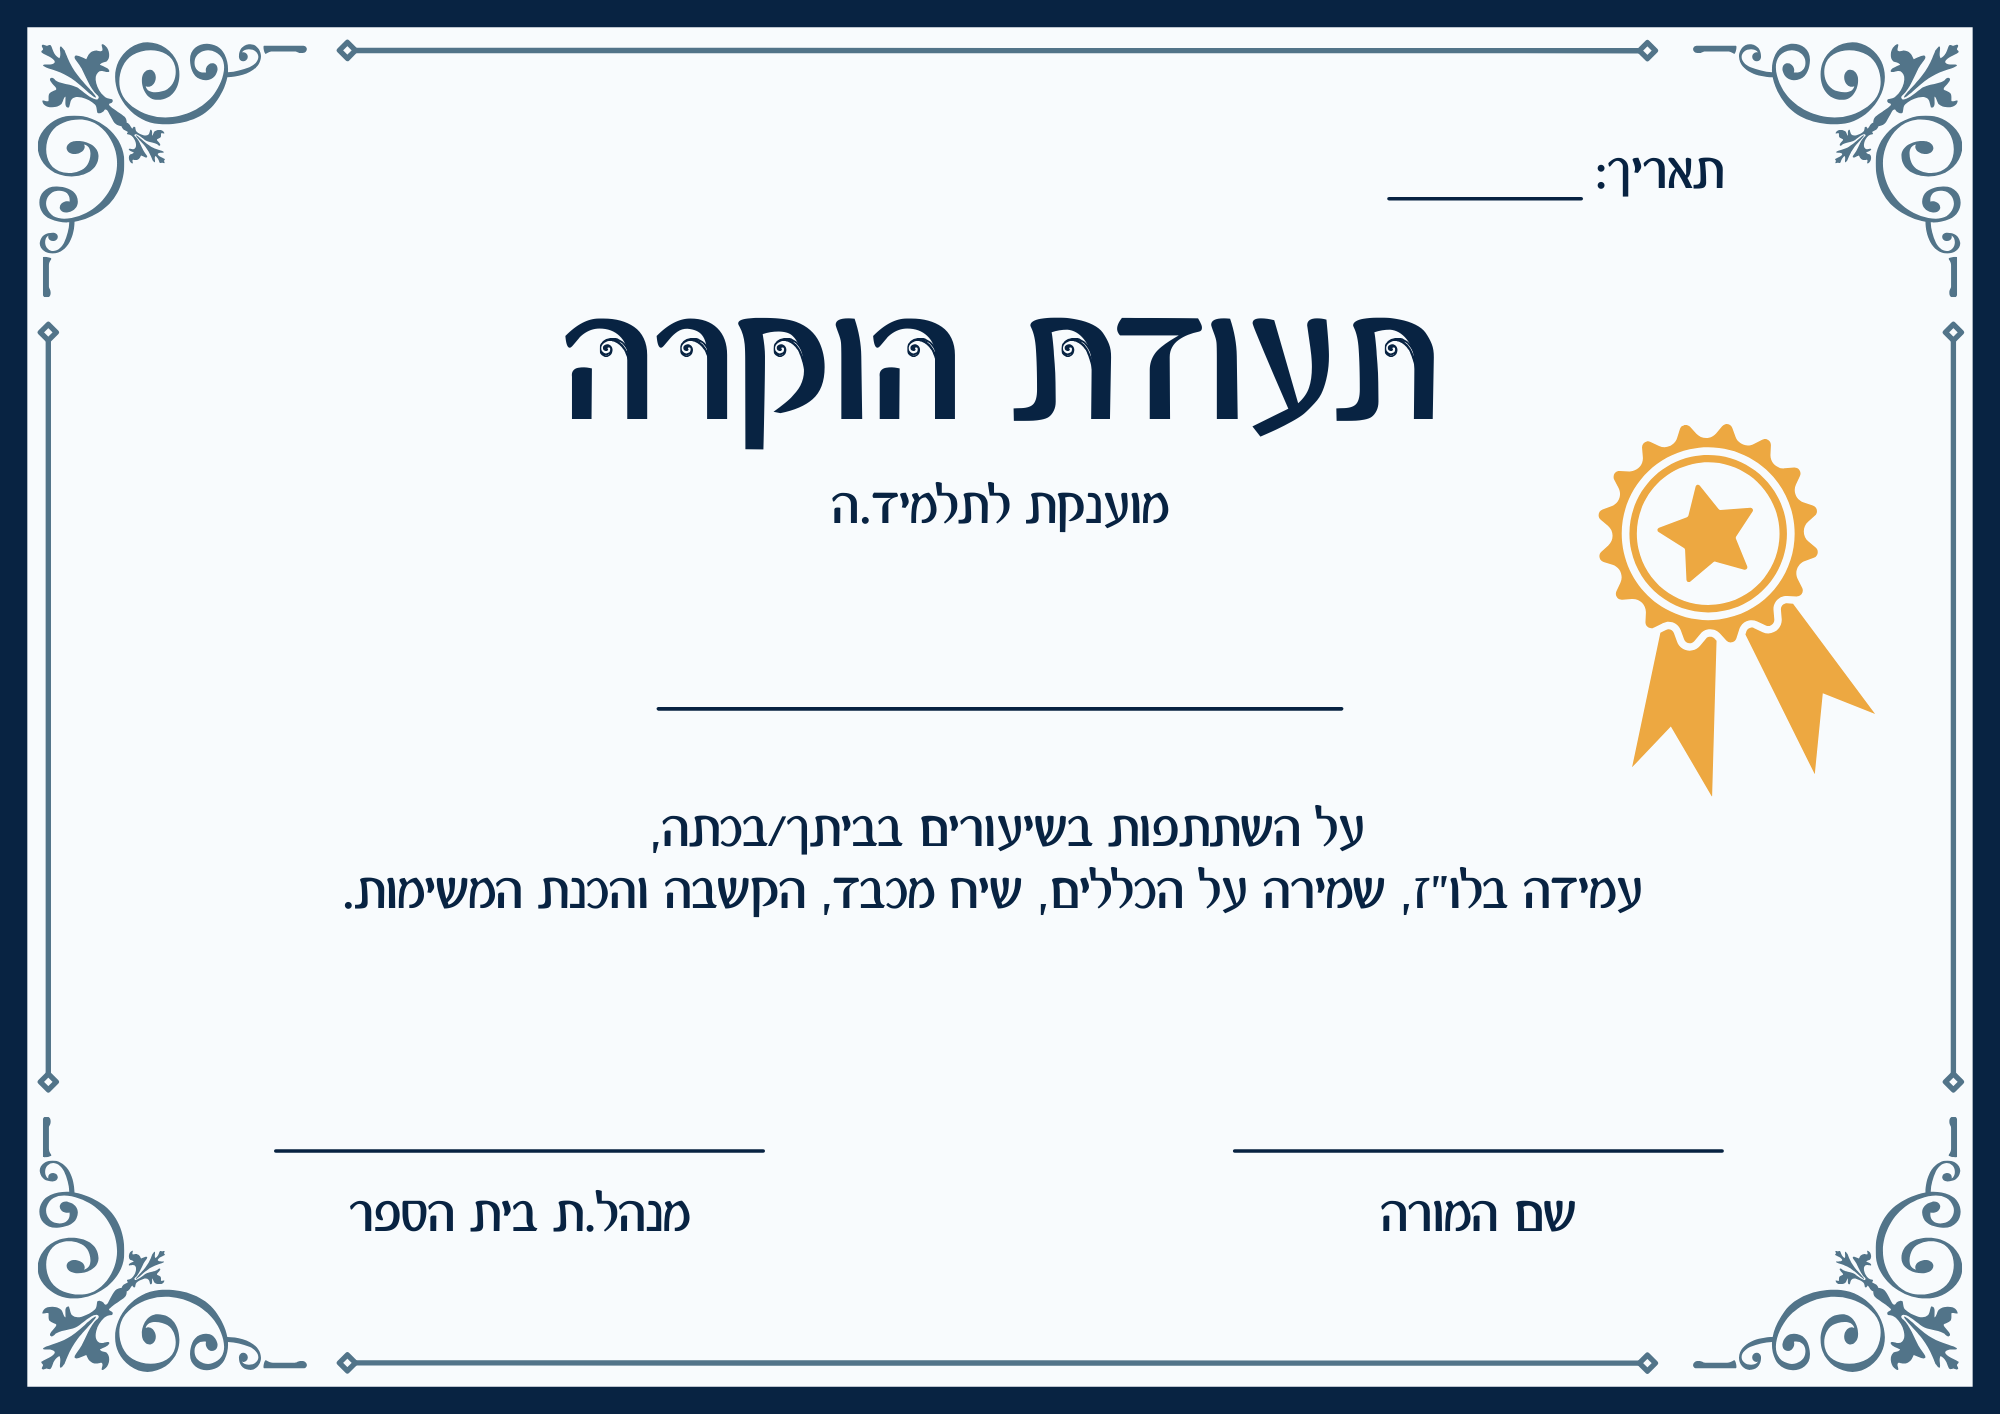 תאריך: ________
תעודת הוקרה
מוענקת לתלמיד.ה
על השתתפות בשיעורים בביתך/בכתה,
עמידה בלו"ז, שמירה על הכללים, שיח מכבד, הקשבה והכנת המשימות.
שם המורה
מנהל.ת בית הספר